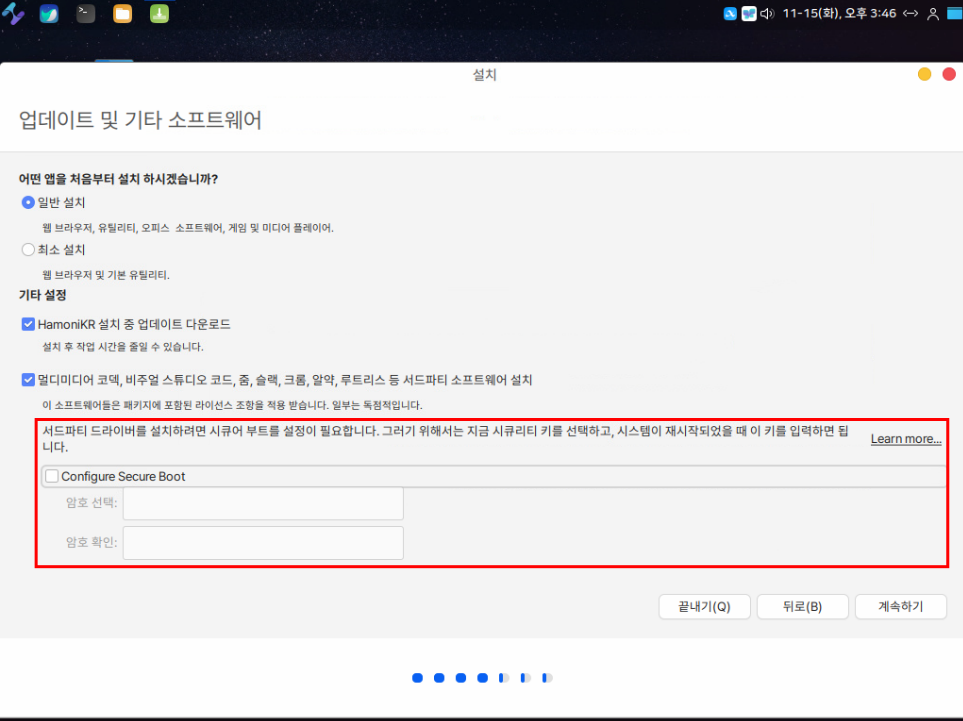 11-15(화), 오후 3:46
설치
업데이트 및 기타 소프트웨어
어떤 앱을 처음부터 설치 하시겠습니까?
일반 설치
웹 브라우저, 유틸리티, 오피스 소프트웨어, 게임 및 미디어 플레이어.
최소 설치
웹 브라우저 및 기본 유틸리티.
기타 설정
HamoniKR 설치 중 업데이트 다운로드
설치 후 작업 시간을 줄일 수 있습니다.
멀디미디어 코덱, 비주얼 스튜디오 코드, 줌, 슬랙, 크롬, 알약, 루트리스 등 서드파티 소프트웨어 설치
이 소프트웨어들은 패키지에 포함된 라이선스 조항을 적용 받습니다. 일부는 독점적입니다.
서드파티 드라이버를 설치하려면 시큐어 부트를 설정이 필요합니다. 그러기 위해서는 지금 시큐리티 키를 선택하고, 시스템이 재시작되었을 때 이 키를 입력하면 됩
니다.
Learn more...
Configure Secure Boot
암호 선택:
암호 확인:
끝내기(Q)
뒤로(B)
계속하기